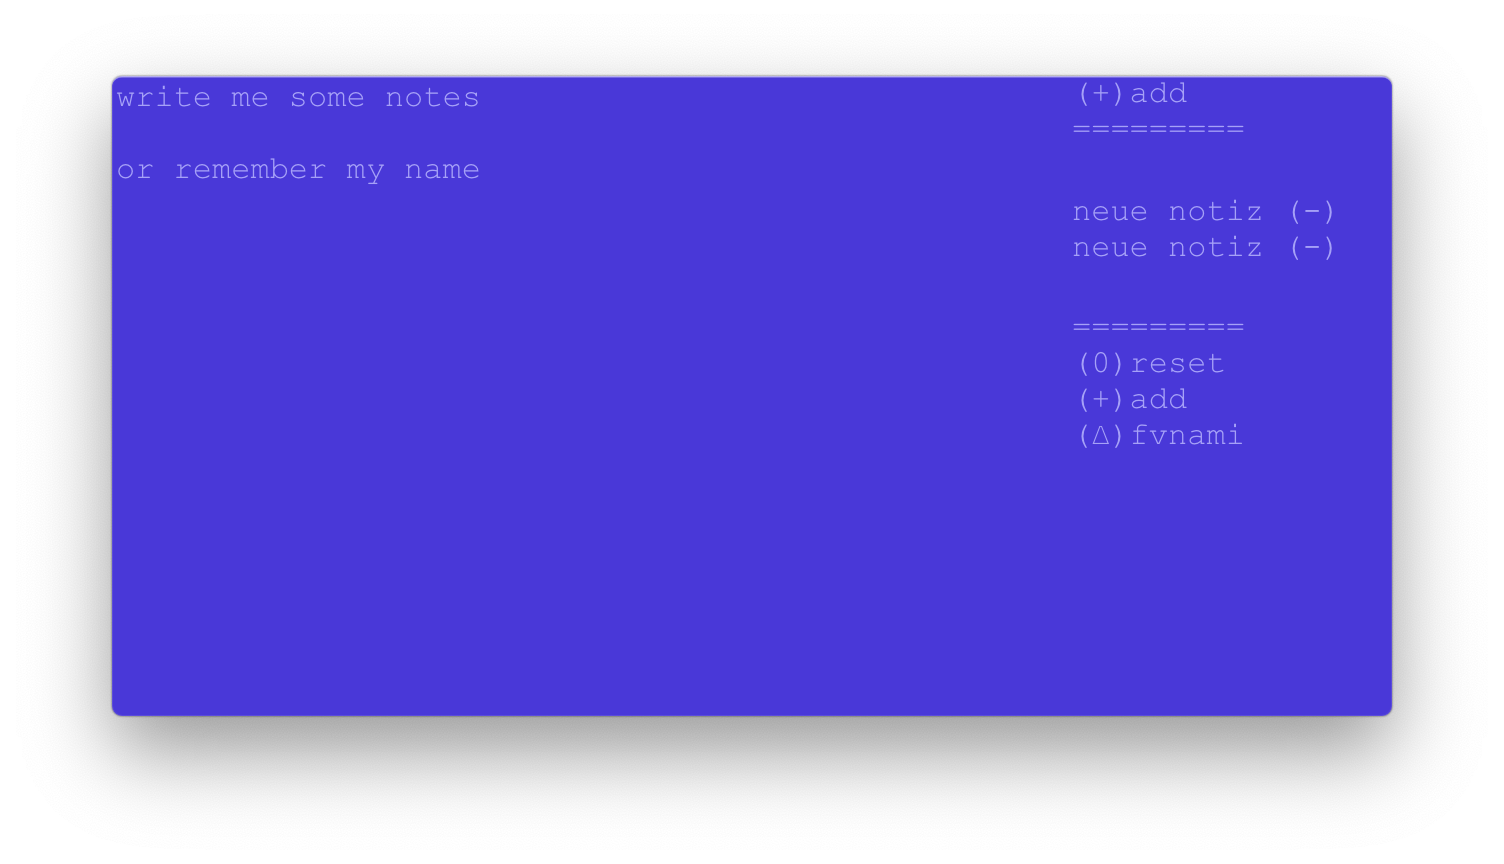 write me some notes
or remember my name
(+)add
=========
neue notiz (-)
neue notiz (-)
=========
(0)reset
(+)add
(Δ)fvnami